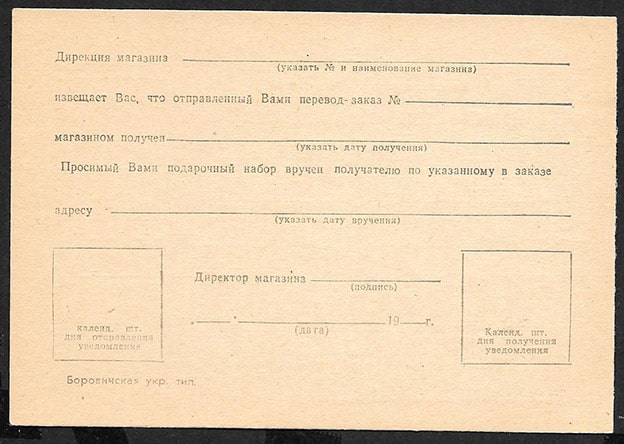 Дирекция магазина
(указать № и наименование магазина)
извещает Вас, что отправленный Вами перевод-заказ №
магазином получен
(указать дату получения)
Просимый Вами подарочный набор вручен получателю по указанному в заказе
адресу
(указать дату вручения)
Директор магазина
(подпись)
19 г.
(дата)
календ. шт.
дня отправления
уведомления
Календ. шт.
дня получения
уведомления
Боровичская укр. тип.